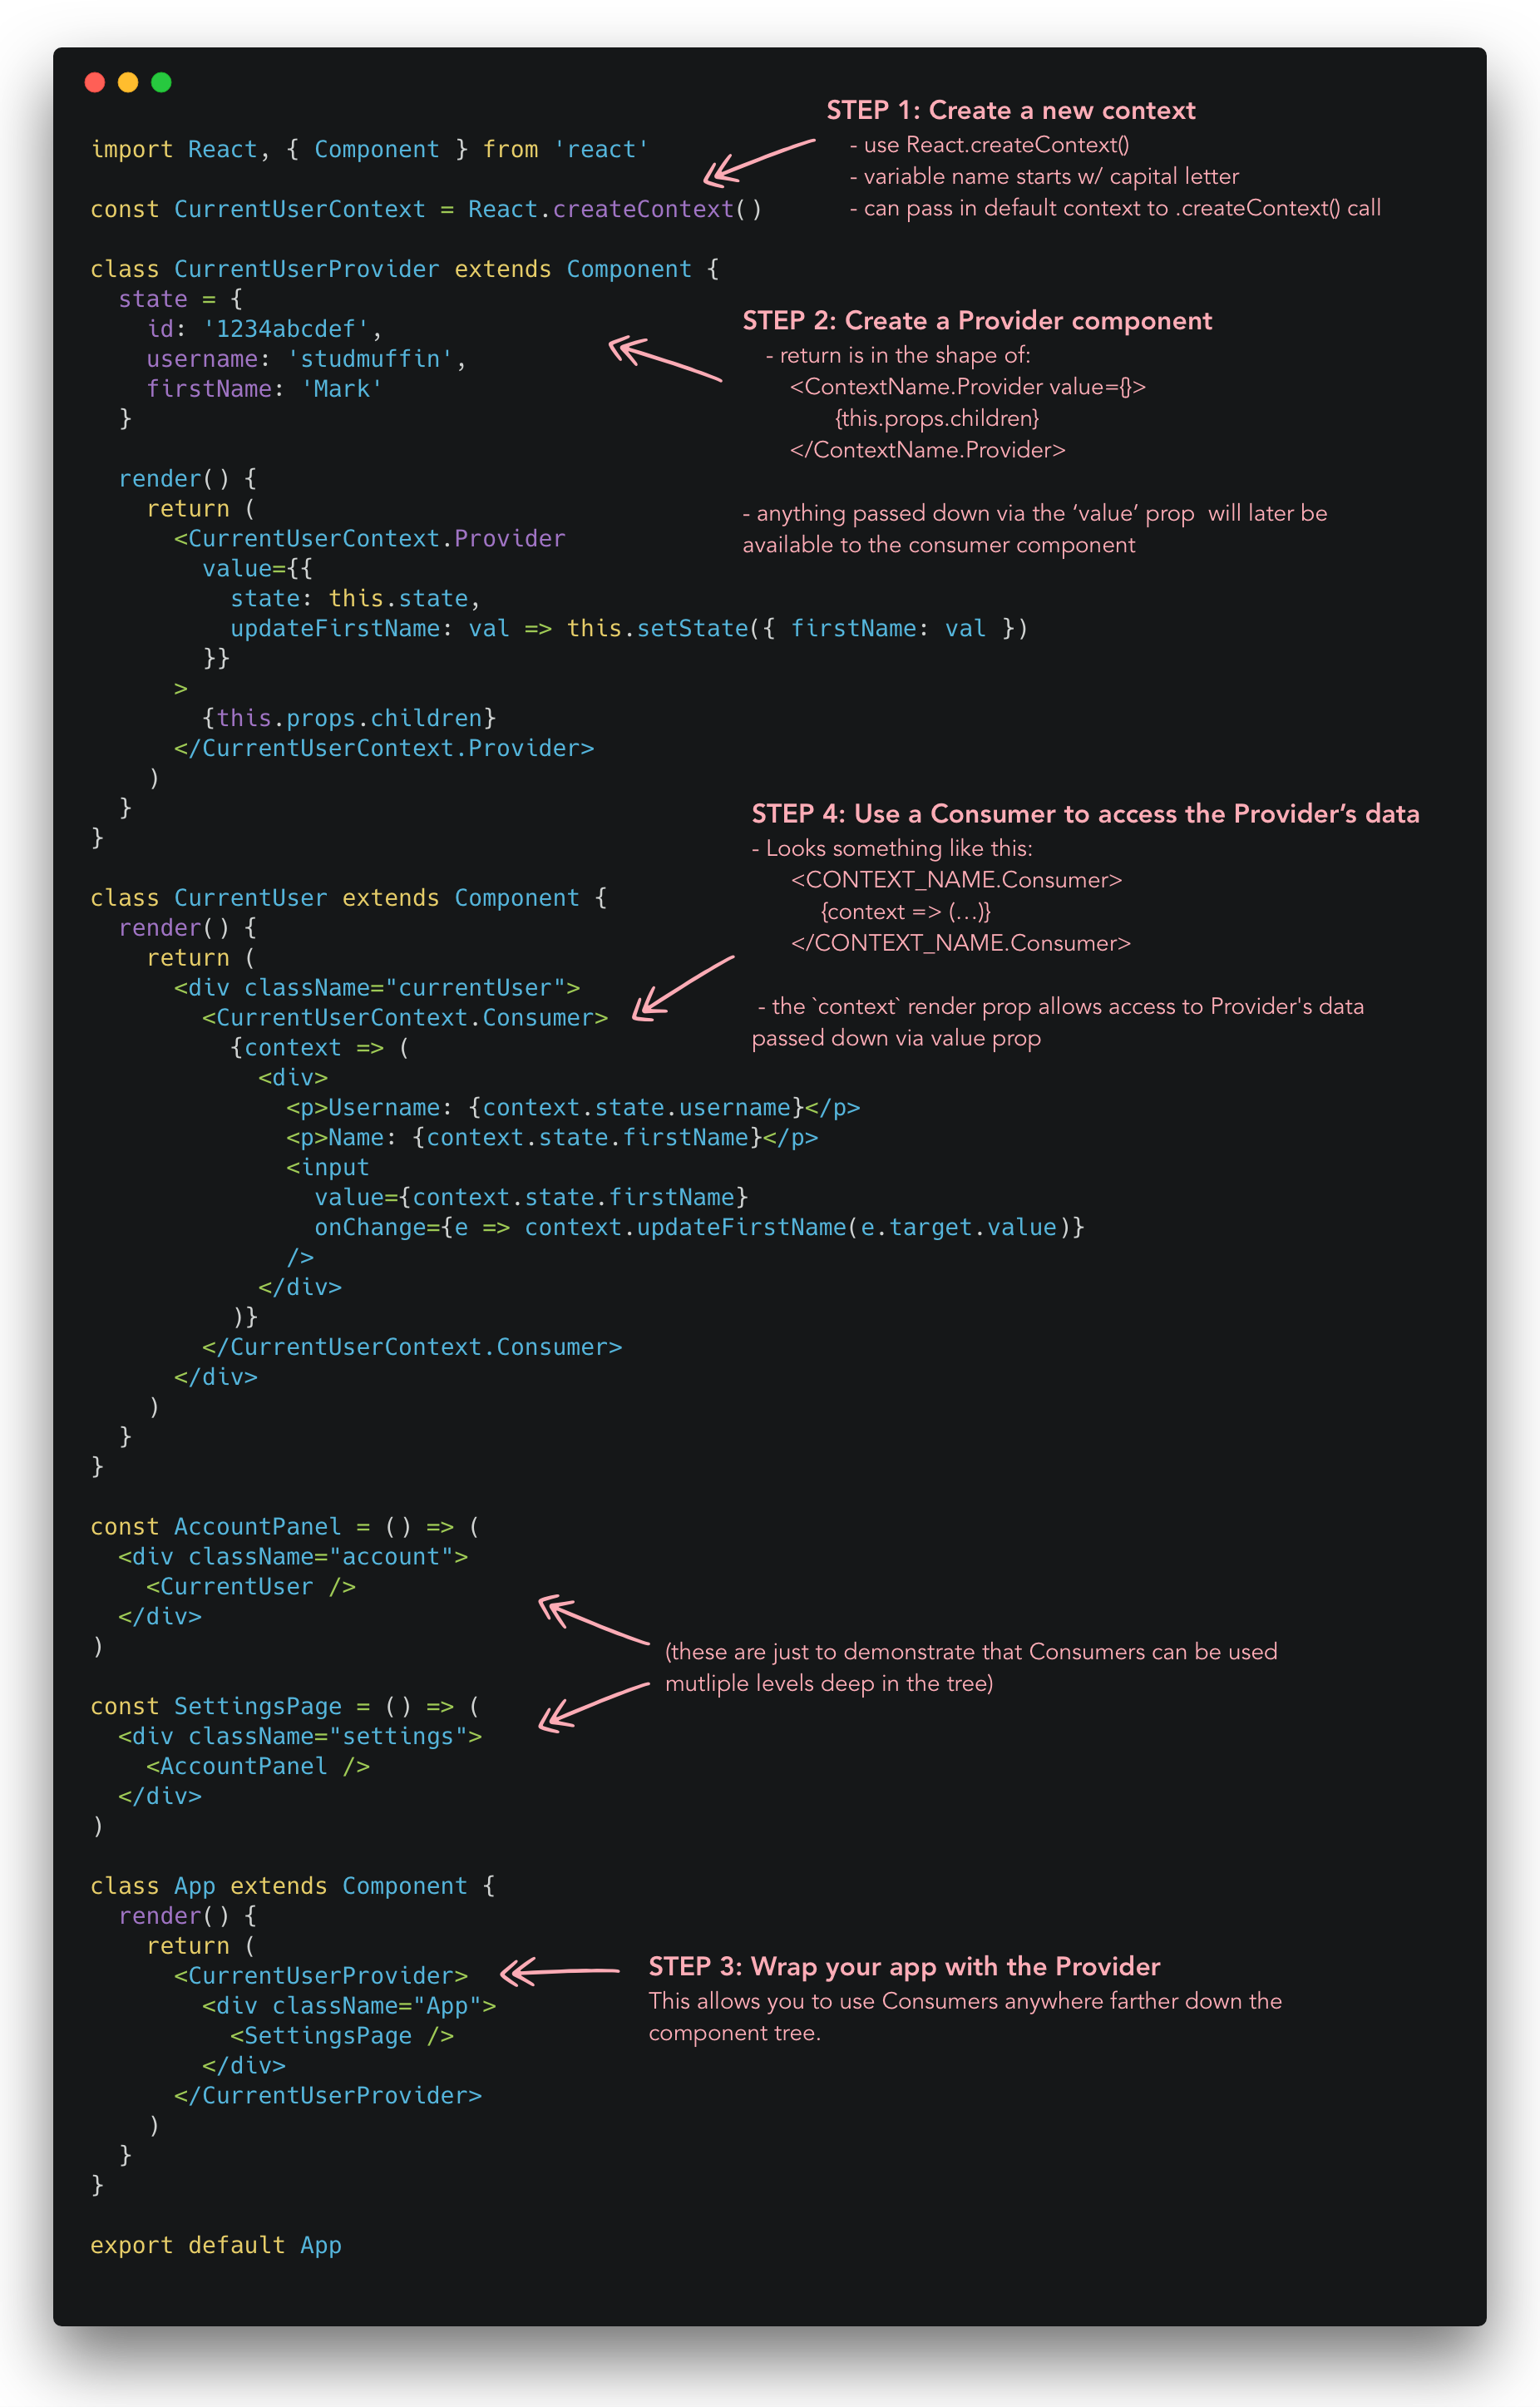 STEP 1: Create a new context
- use React.createContext()
- variable name starts w/ capital letter
- can pass in default context to .createContext() call
import React, { Component } from 'react'

const CurrentUserContext = React.createContext()

class CurrentUserProvider extends Component {
  state = {
    id: '1234abcdef',
    username: 'studmuffin',
    firstName: 'Mark'
  }
STEP 2: Create a Provider component
- return is in the shape of:
<ContextName.Provider value={}>
{this.props.children}
</ContextName.Provider>
- anything passed down via the ‘value’ prop  will later be
available to the consumer component

  render() {
    return (
      <CurrentUserContext.Provider
        value={{
          state: this.state,
          updateFirstName: val => this.setState({ firstName: val })
        }}
      >
        {this.props.children}
      </CurrentUserContext.Provider>
    )
  }
}

STEP 4: Use a Consumer to access the Provider’s data
- Looks something like this:
<CONTEXT_NAME.Consumer>
{context => (...)}
</CONTEXT_NAME.Consumer>
- the `context` render prop allows access to Provider's data
passed down via value prop
class CurrentUser extends Component {
  render() {
    return (
      <div className="currentUser">
        <CurrentUserContext.Consumer>
          {context => (
            <div>
              <p>Username: {context.state.username}</p>
              <p>Name: {context.state.firstName}</p>
              <input
                value={context.state.firstName}
                onChange={e => context.updateFirstName(e.target.value)}
              />
            </div>
          )}
        </CurrentUserContext.Consumer>
      </div>
    )
  }
}

const AccountPanel = () => (
  <div className="account">
    <CurrentUser />
  </div>
)
(these are just to demonstrate that Consumers can be used
mutliple levels deep in the tree)

const SettingsPage = () => (
  <div className="settings">
    <AccountPanel />
  </div>
)

class App extends Component {
  render() {
    return (
      <CurrentUserProvider>
        <div className="App">
          <SettingsPage />
        </div>
      </CurrentUserProvider>
    )
  }
}
STEP 3: Wrap your app with the Provider
This allows you to use Consumers anywhere farther down the
component tree.

export default App